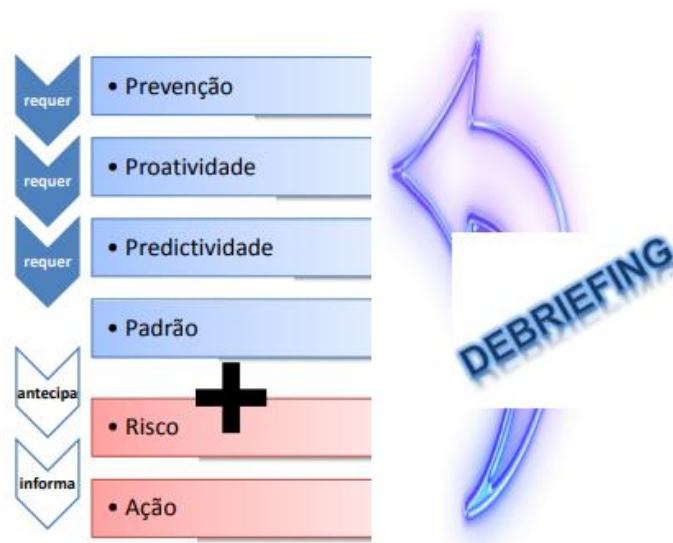 requer
• Prevenção
requer
• Proatividade
requer
• Predictividade
• Padrão
antecipa
• Risco
informa
• Ação
DEBRIEFING